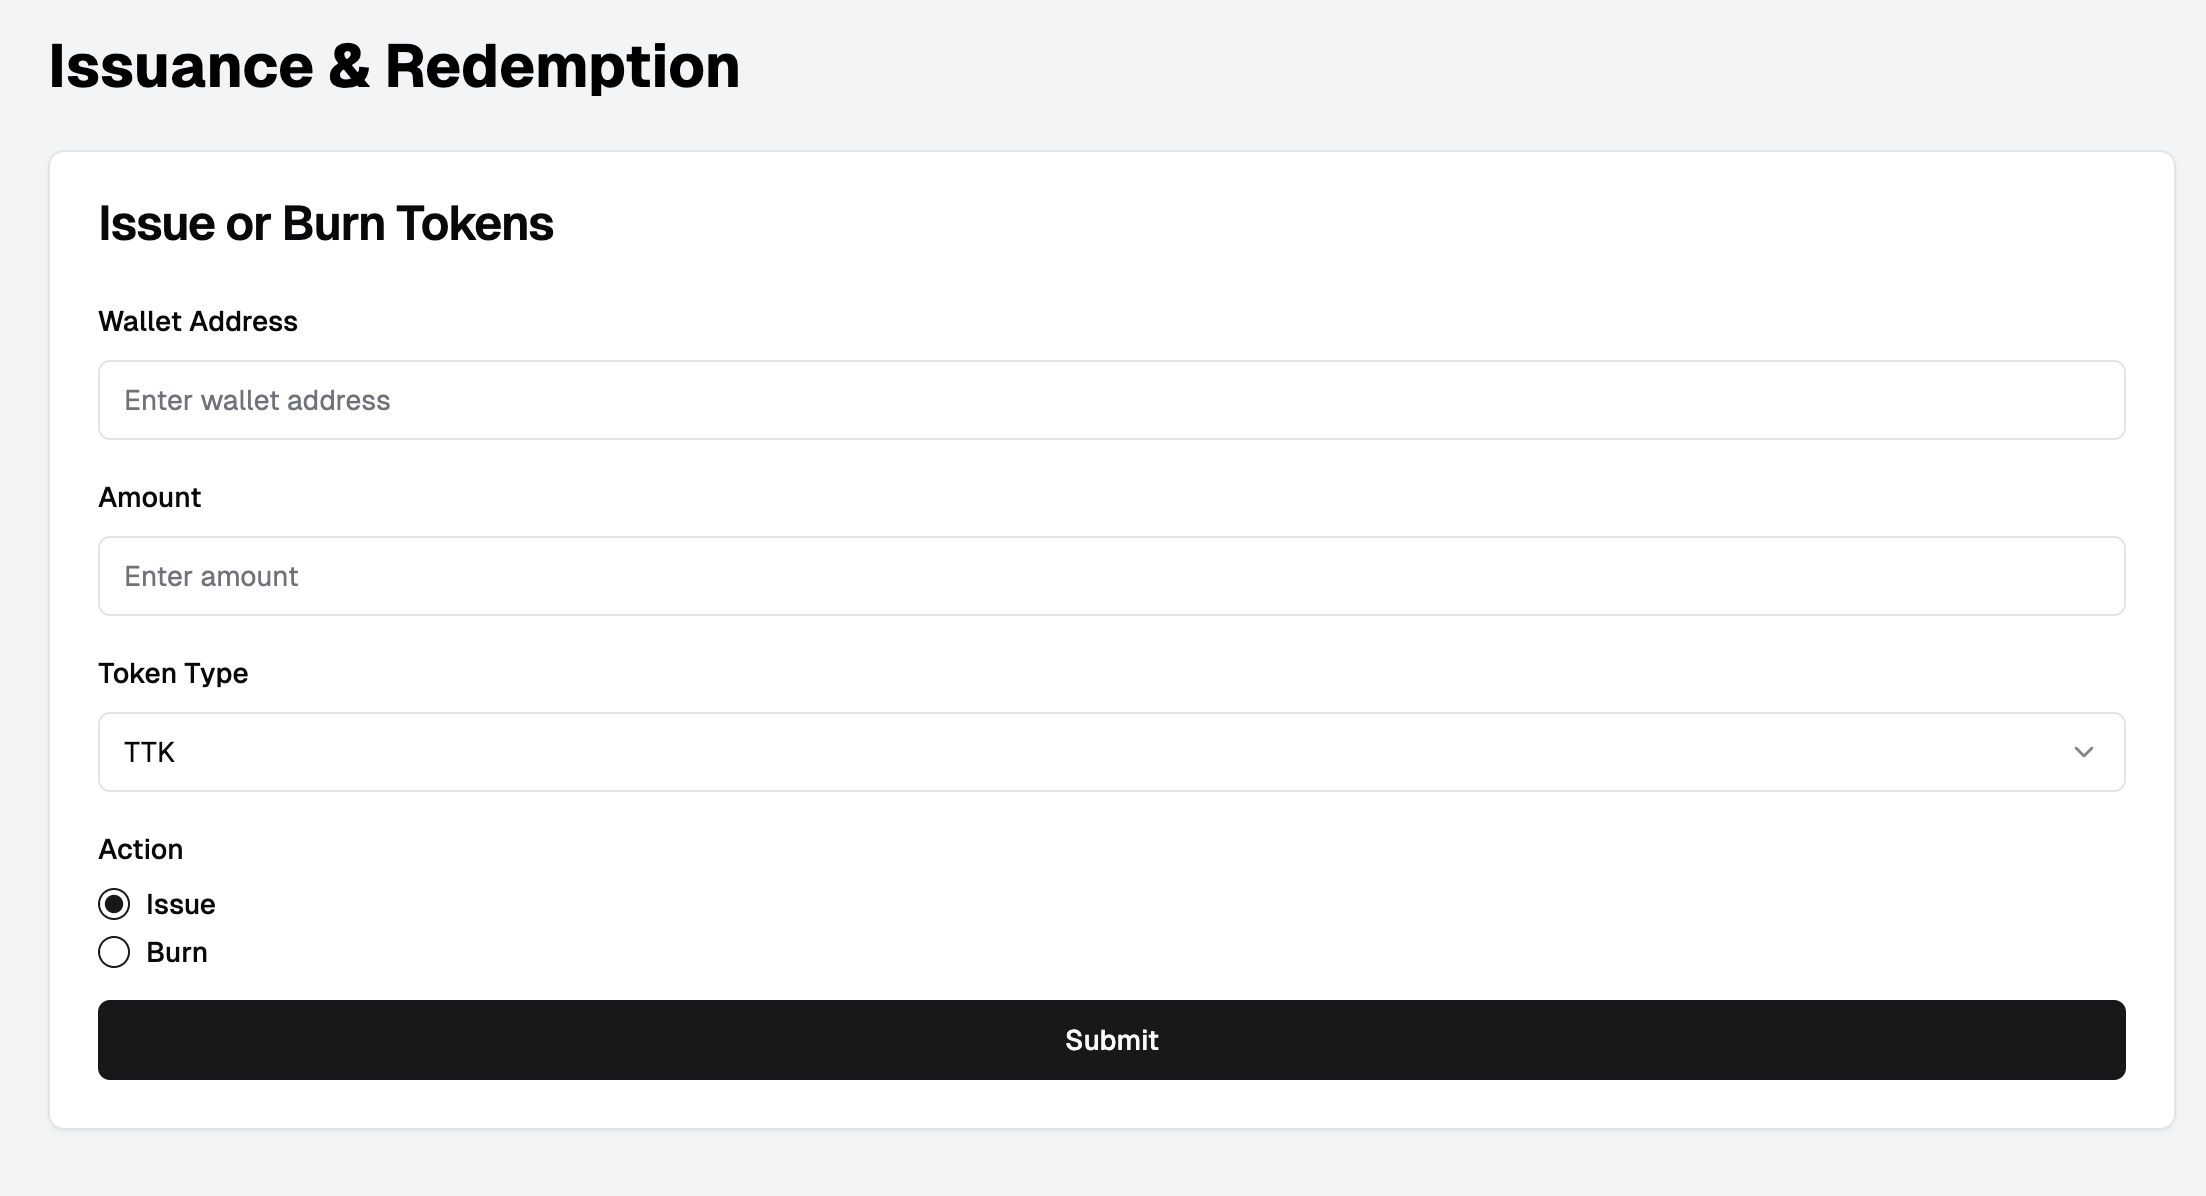 Issuance & Redemption
Issue or Burn Tokens
Wallet Address
Enter wallet address
Amount
Enter amount
Token Type
TTK
Action
Issue
Burn
Submit